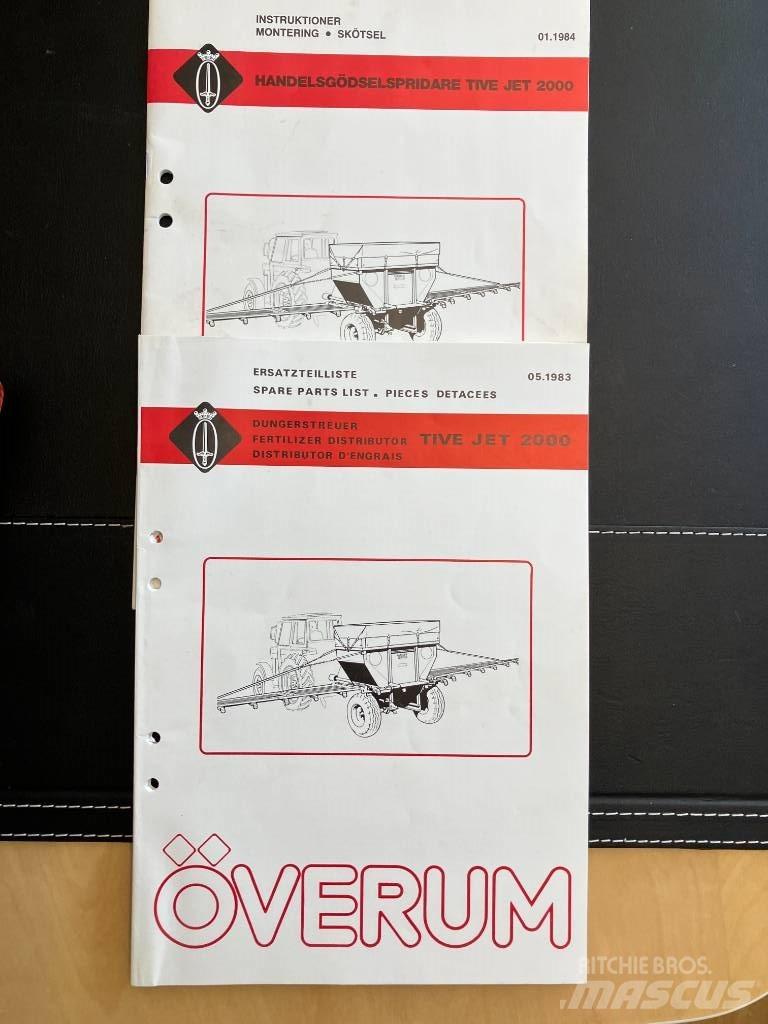 INSTRUKTIONER
MONTERING • SKÖTSEL
01.1984
HANDELSGÖDSELSPRIDARE TIVE JET 2000
ERSATZTEILLISTE
SPARE PARTS LIST . PIECES DETACEES
05.1983
DUNGERSTREUER
FERTILIZER DISTRIBUTOR TIVE JET 2000
DISTRIBUTOR D'ENGRAIS
ÖVERUM
RITCHIE BROS.
MASCUS